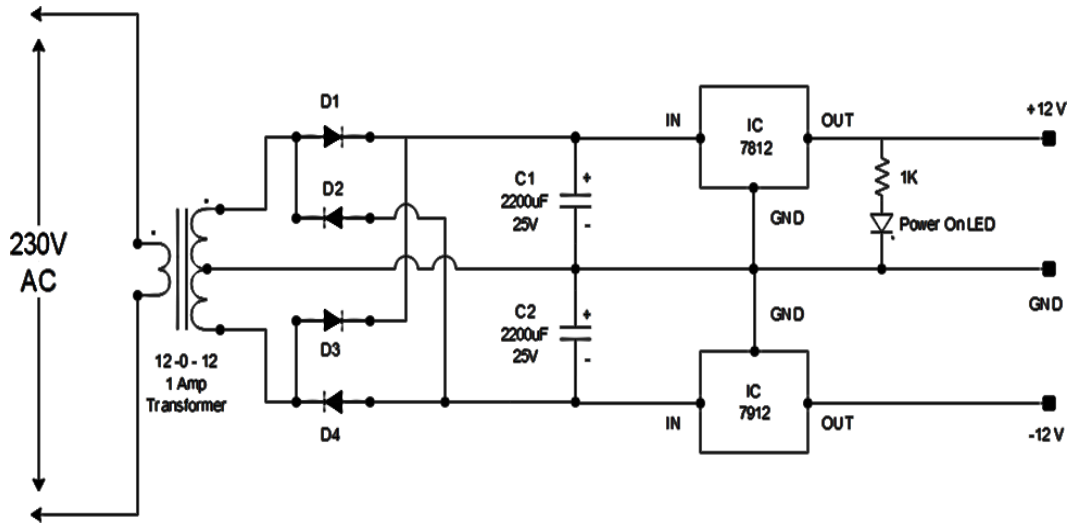 230V
AC
12-0-12
1 Amp
Transformer
D1
D2
D3
D4
C1
2200uF
25V
+
-
C2
2200uF
25V
+
-
IN
IC
7812
OUT
GND
1K
Power On LED
+12 V
GND
GND
IN
IC
7912
OUT
-12 V